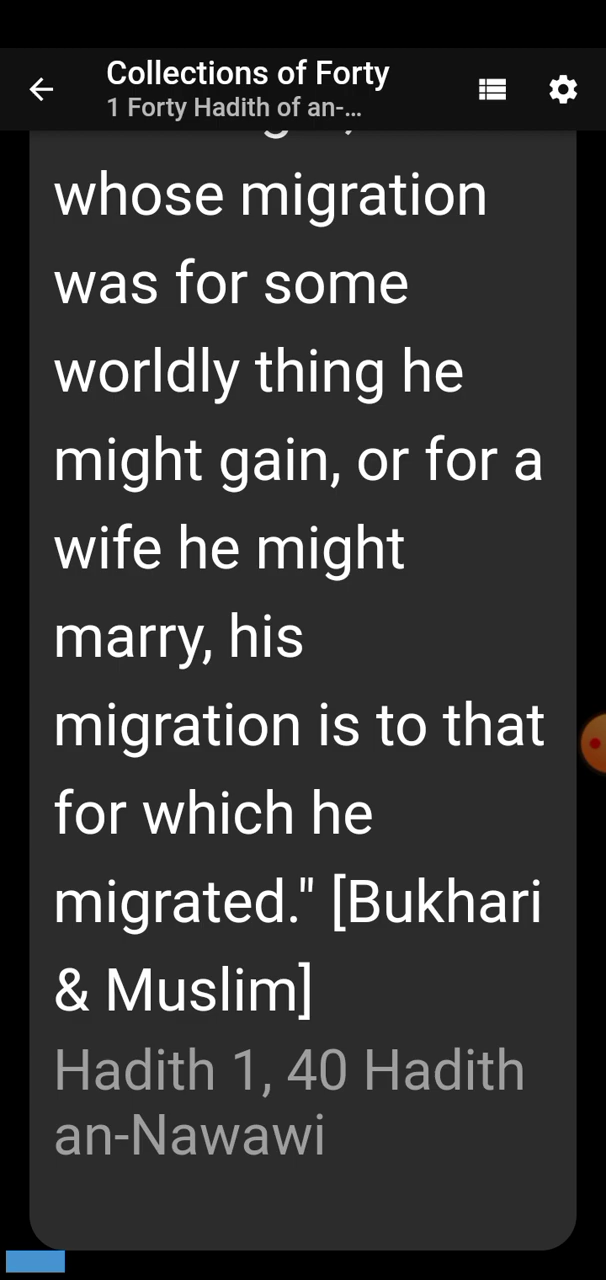 Collections of Forty
1 Forty Hadith of an-...
whose migration
was for some
worldly thing he
might gain, or for a
wife he might
marry, his
migration is to that
for which he
migrated." [Bukhari
& Muslim]
Hadith 1, 40 Hadith
an-Nawawi